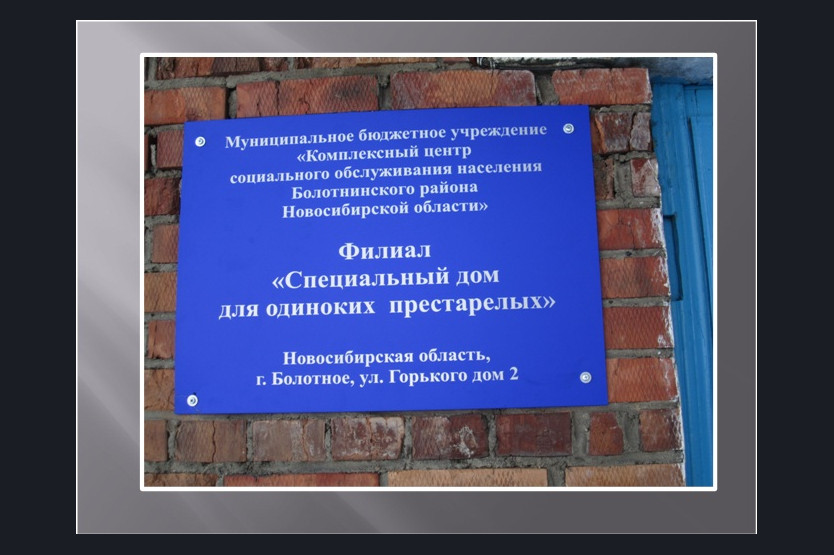 Муниципальное бюджетное учреждение
«Комплексный центр
социального обслуживания населения
Болотнинского района
Новосибирской области»
Филиал
«Специальный дом
для одиноких престарелых»
Новосибирская область,
г. Болотное, ул. Горького дом 2